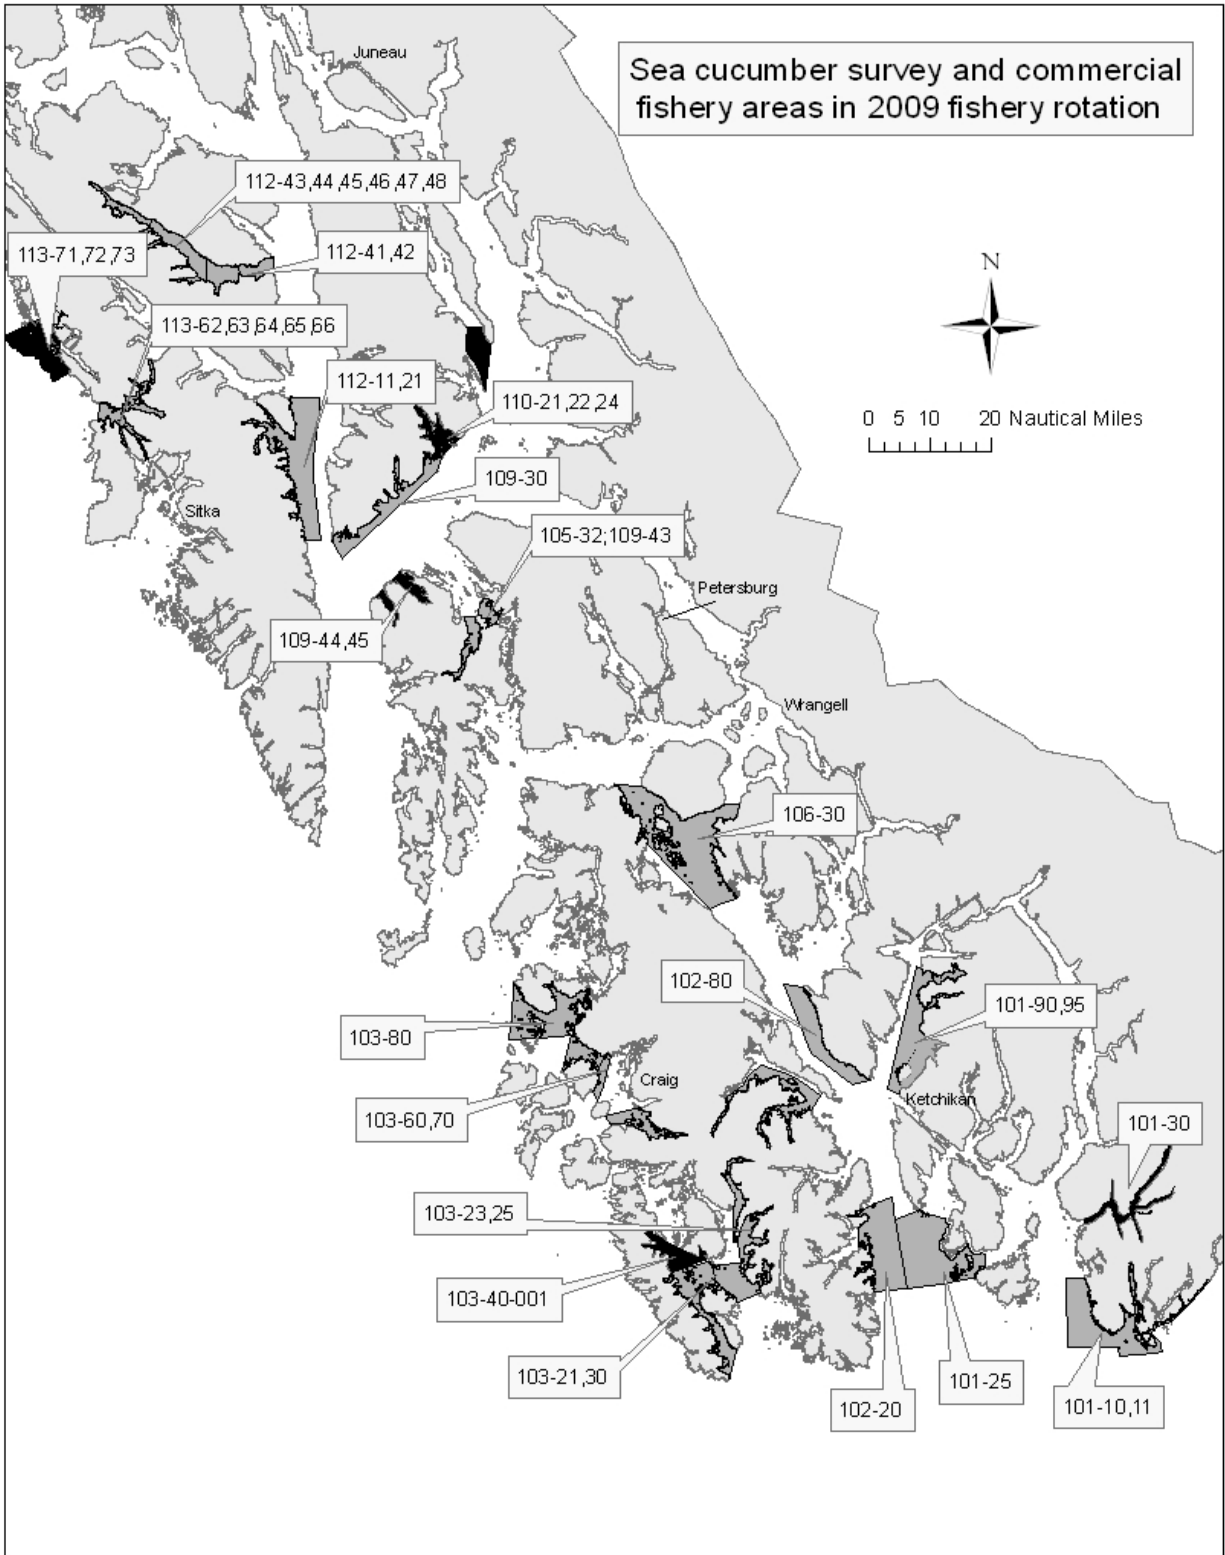 Juneau
Sea cucumber survey and commercial
fishery areas in 2009 fishery rotation
112-43,44,45,46,47,48
113-71,72,73
112-41,42
N
113-62,63,64,65,66
112-11,21
110-21,22,24
0 5 10 20 Nautical Miles
109-30
Sitka
105-32;109-43
Petersburg
109-44,45
Wrangell
106-30
102-80
101-90,95
103-80
Craig
Ketchikan
103-60,70
101-30
103-23,25
103-40-001
103-21,30
101-25
102-20
101-10,11